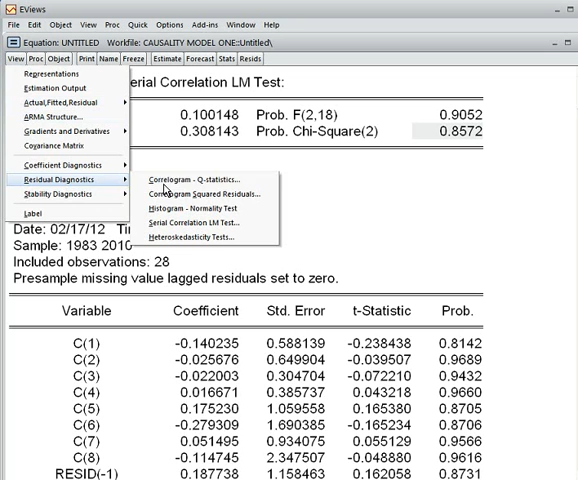 EViews
File Edit Object View Proc Quick Options Add-ins Window Help
Equation: UNTITLED Workfile: CAUSALITY MODEL ONE::Untitled\
View Proc Object Print Name Freeze Estimate Forecast Stats Resids
Representations
Estimation Output
Actual,Fitted,Residual
ARMA Structure...
Gradients and Derivatives
Covariance Matrix
Coefficient Diagnostics
Residual Diagnostics
Stability Diagnostics
Label
Correlogram - Q-statistics...
Correlogram Squared Residuals...
Histogram - Normality Test
Serial Correlation LM Test...
Heteroskedasticity Tests...
erial Correlation LM Test:
0.100148 Prob. F(2,18) 0.9052
0.308143 Prob. Chi-Square(2) 0.8572
Date: 02/17/12
Sample: 1983 2010
Included observations: 28
Presample missing value lagged residuals set to zero.
Variable Coefficient Std. Error t-Statistic Prob.
C(1) -0.140235 0.588139 -0.238438 0.8142
C(2) -0.025676 0.649904 -0.039507 0.9689
C(3) -0.022003 0.304704 -0.072210 0.9432
C(4) 0.016671 0.385737 0.043218 0.9660
C(5) 0.175230 1.059558 0.165380 0.8705
C(6) -0.279309 1.690385 -0.165234 0.8706
C(7) 0.051495 0.934075 0.055129 0.9566
C(8) -0.114745 2.347507 -0.048880 0.9616
RESID(-1) 0.187738 1.158463 0.162058 0.8731